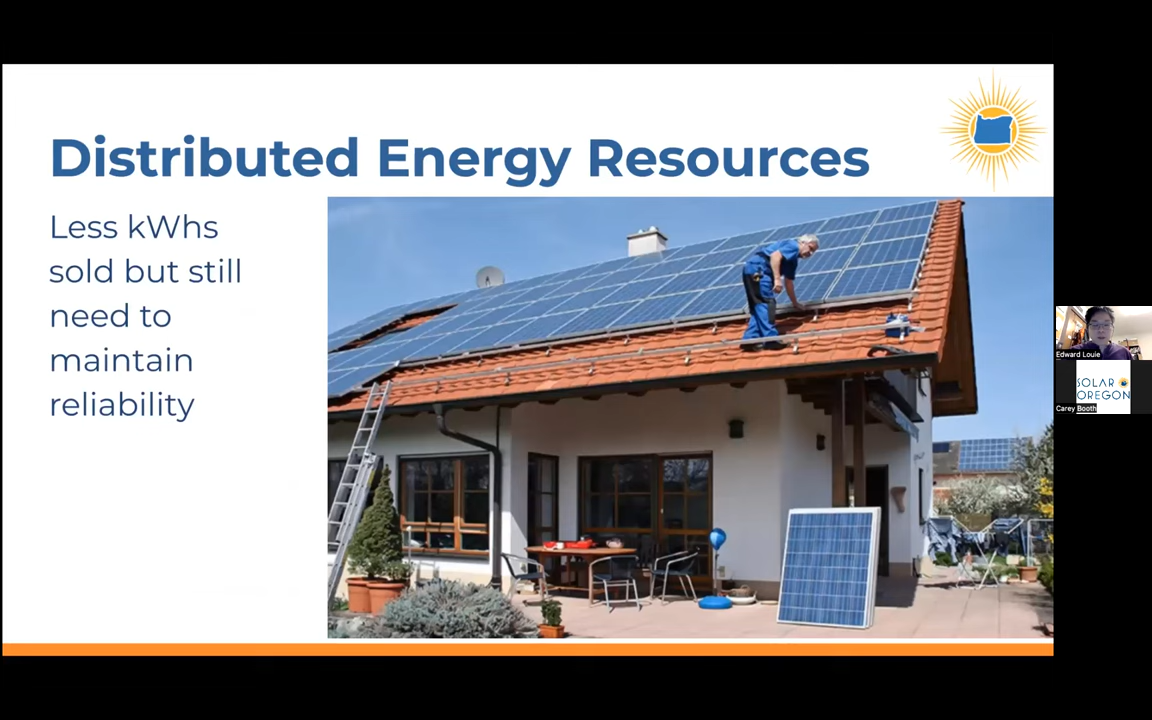 Distributed Energy Resources
Less kWhs
sold but still
need to
maintain
reliability
Edward Louie
SOLAR
OREGON
Carey Booth